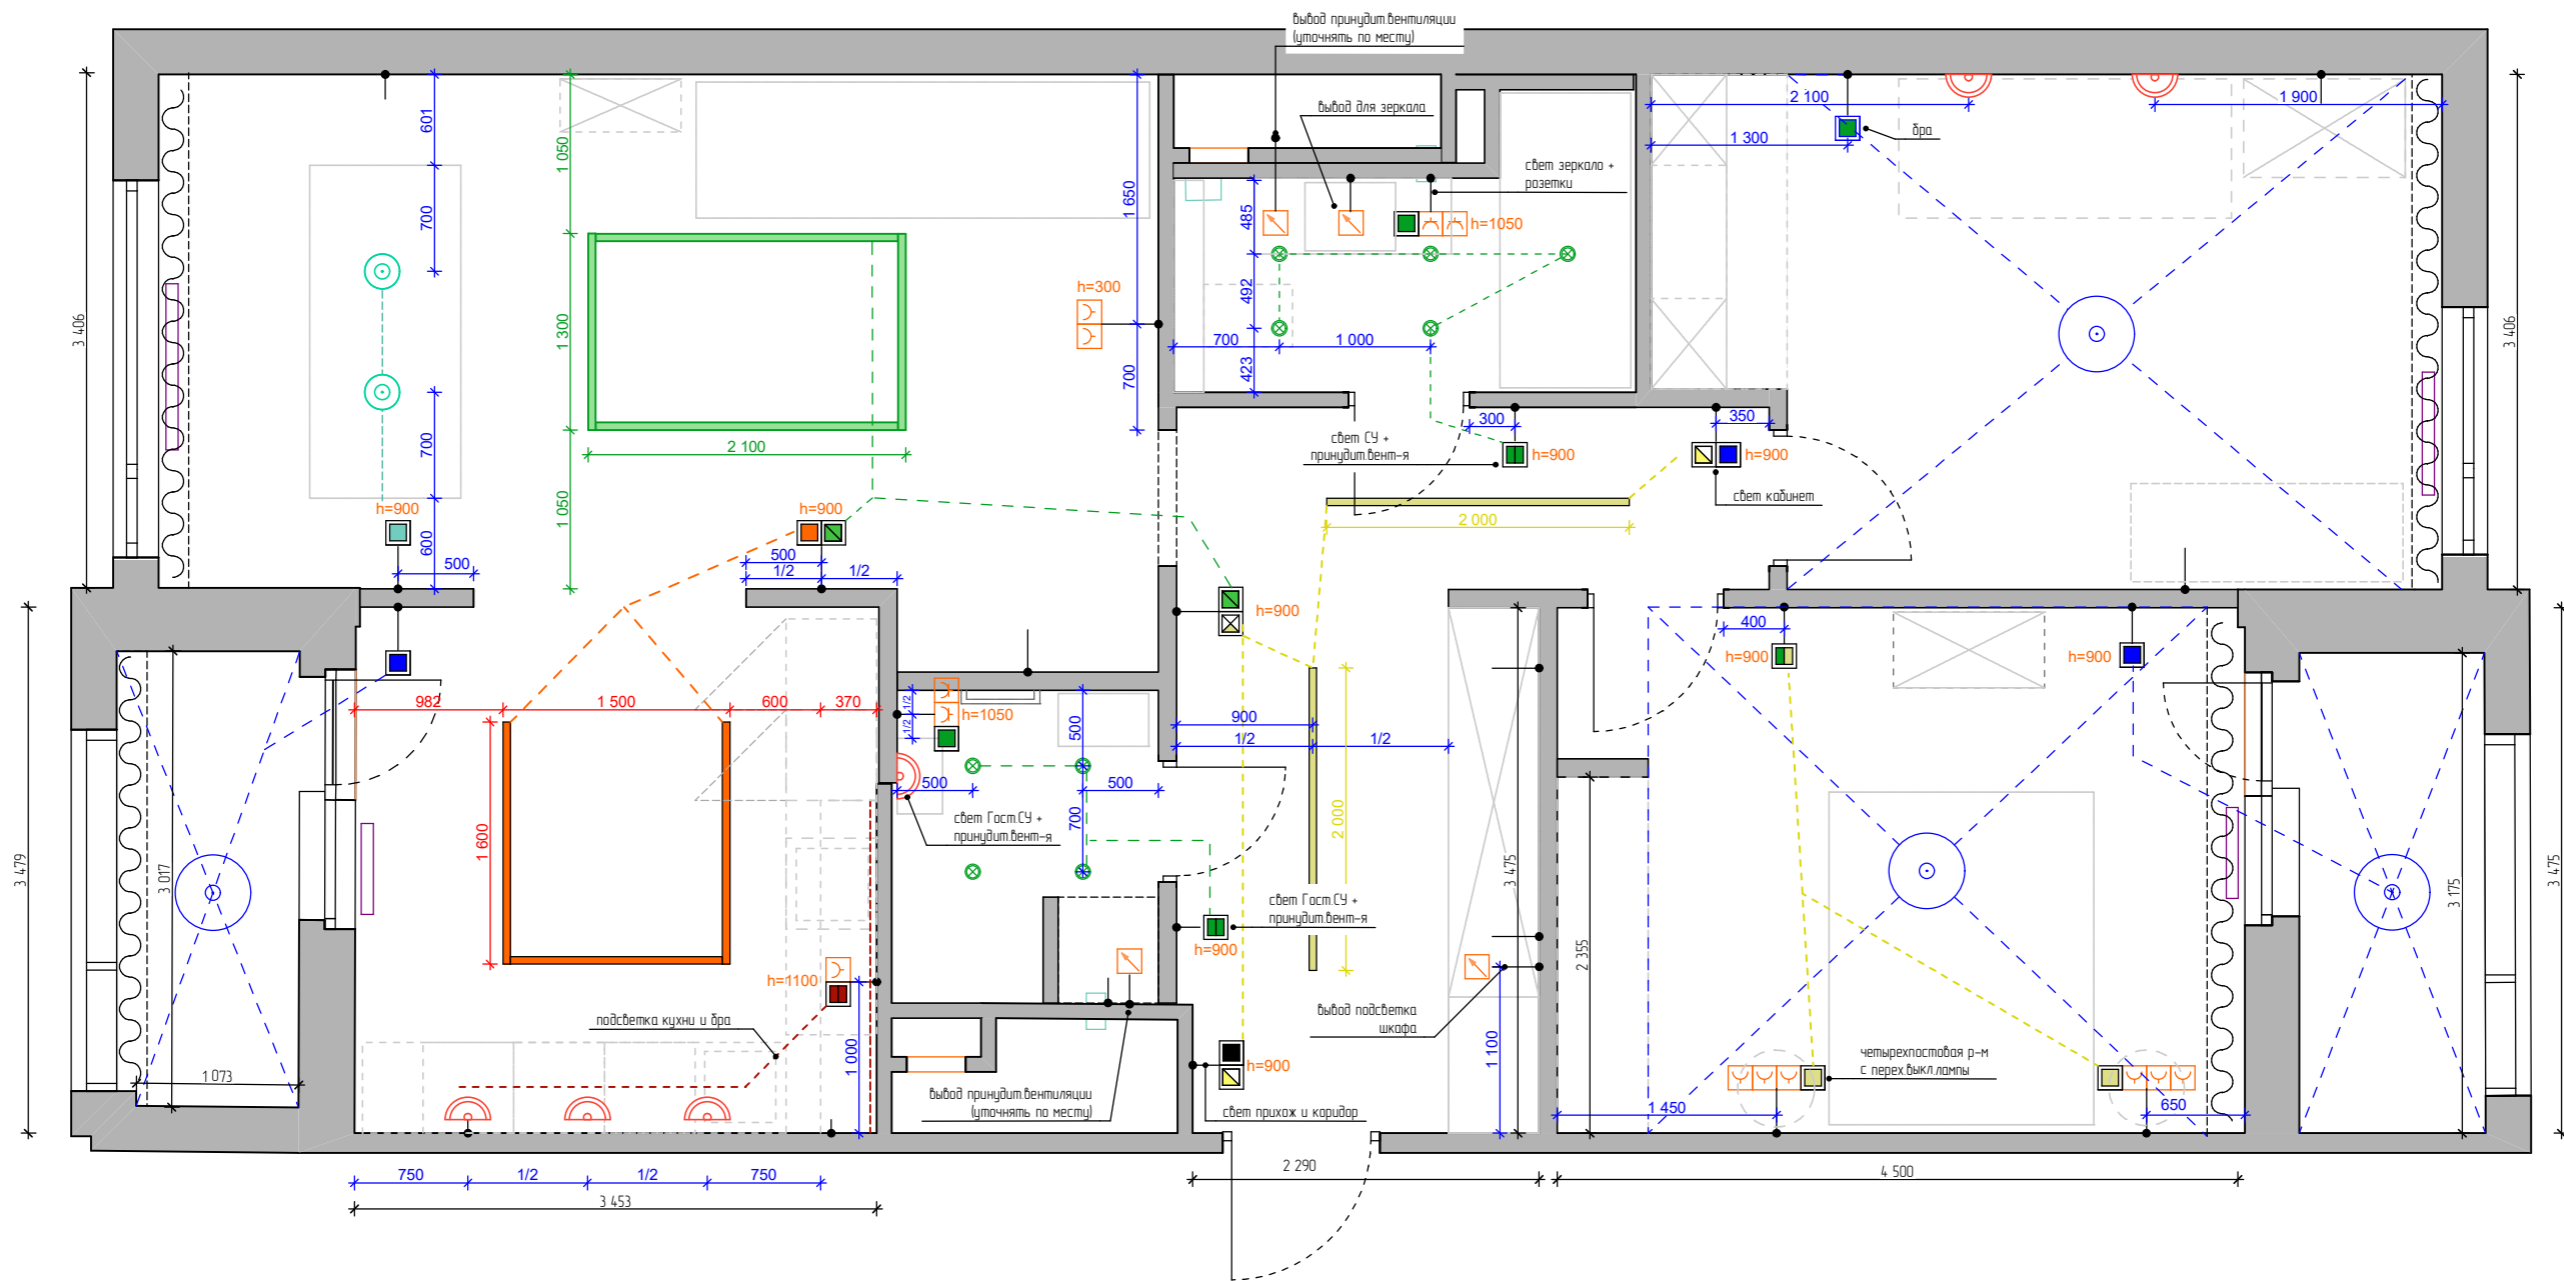 вывод принудит.вентиляции
(уточнять по месту)
вывод для зеркала
свет зеркало +
розетки
бра
2 100
1 900
1 300
601
700
1 050
1 650
485
h=1050
492
h=300
1 300
3 406
3 406
700
1 000
423
700
700
2 100
300
350
свет СУ +
принудит.вент-я
h=900
h=900
свет кабинет
2 000
h=900
h=900
1 050
600
500
500
1/2
1/2
h=900
400
h=900
h=900
982
1 500
600
370
1/2
1/2
h=1050
500
900
1/2
1/2
500
500
700
2 000
свет Гост.СУ +
принудит.вент-я
1 600
3 017
3 479
3 475
3 475
3 175
2 355
свет Гост.СУ +
принудит.вент-я
h=900
h=1100
подсветка кухни и бра
1 000
вывод подсветка
шкафа
1 100
h=900
вывод принудит.вентиляции
(уточнять по месту)
свет прихож и коридор
четырехпостовая р-м
с перех.выкл.лампы
1 073
1 450
650
750
1/2
1/2
750
3 453
2 290
4 500